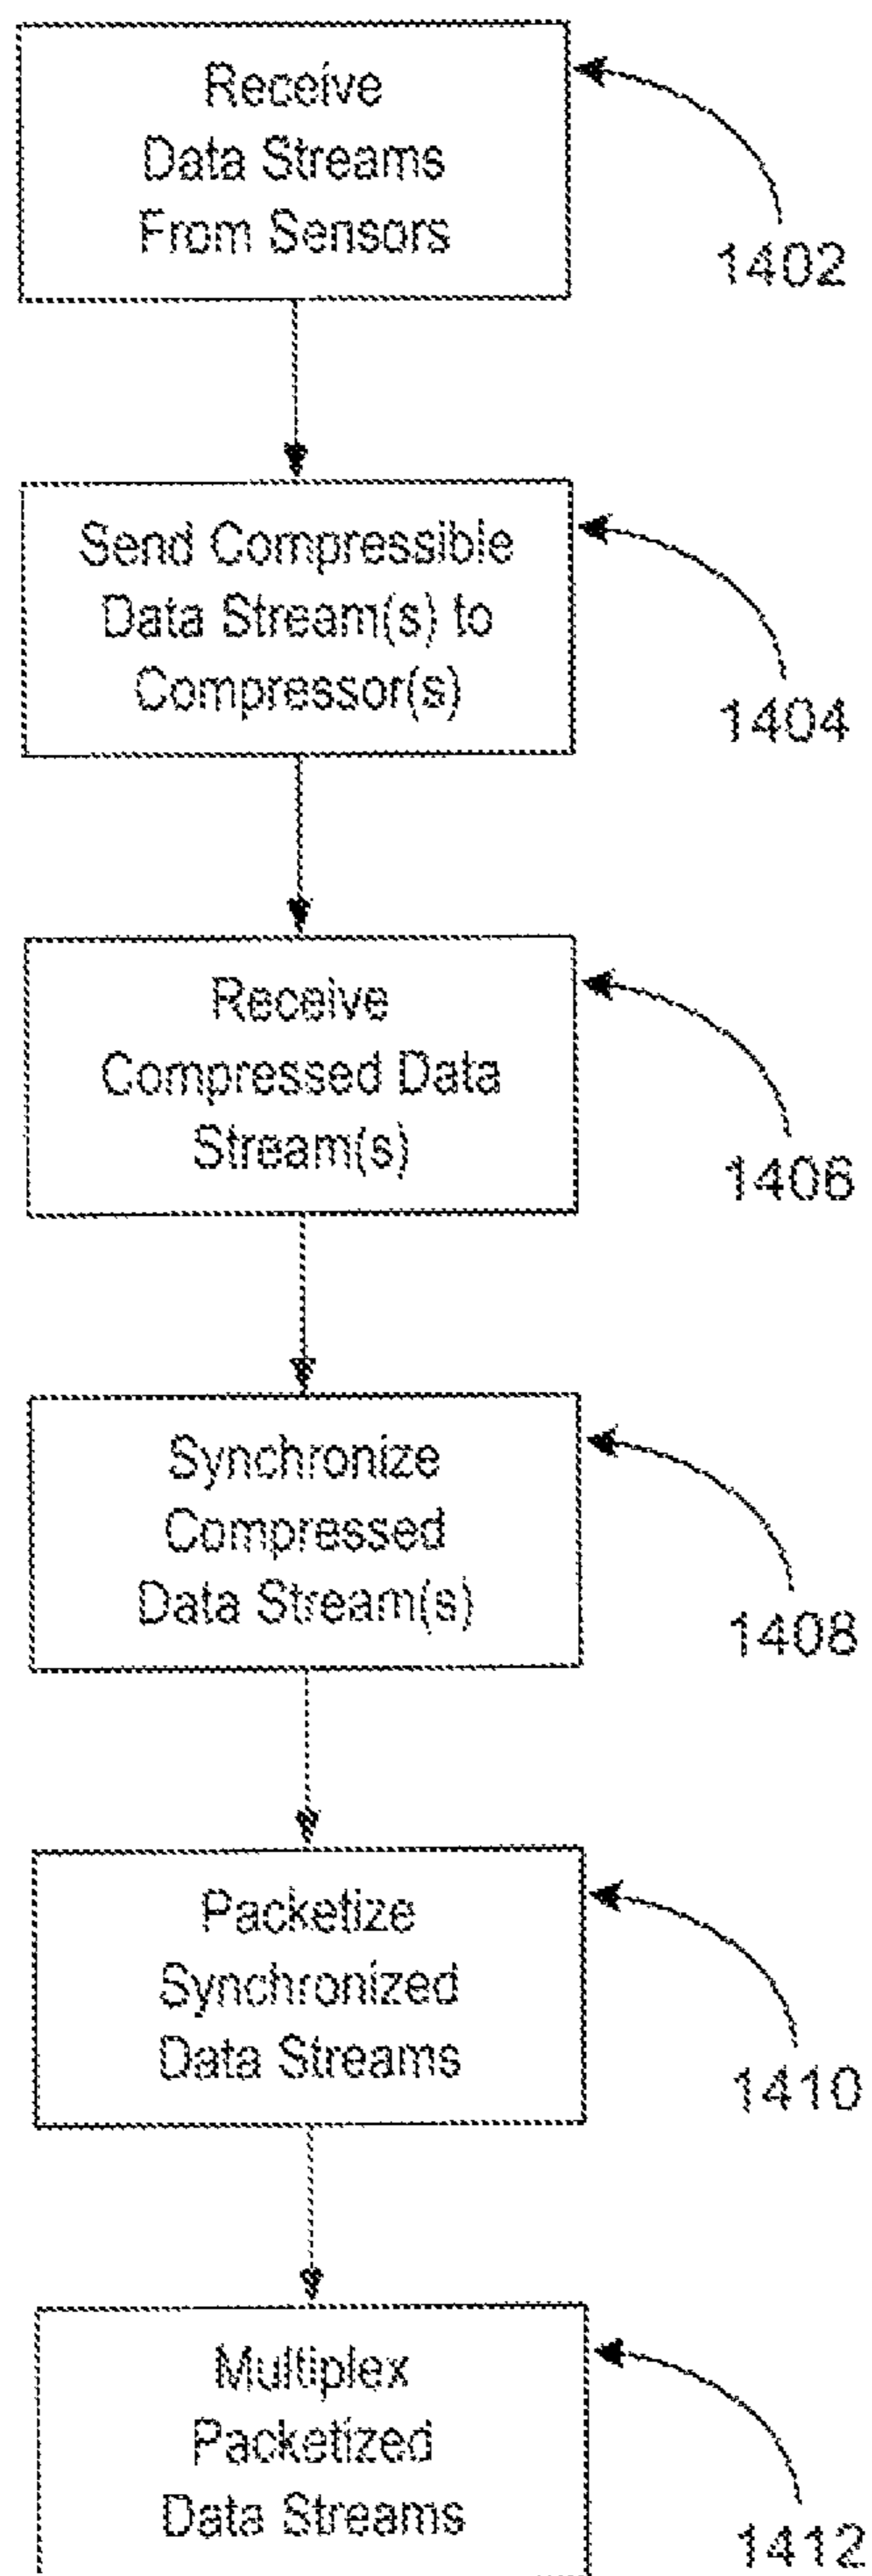 Receive
Data Streams
From Sensors
1402
Send Compressible
Data Stream(s) to
Compressor(s)
1404
Receive
Compressed Data
Stream(s)
1406
Synchronize
Compressed
Data Stream(s)
1408
Packetize
Synchronized
Data Streams
1410
Multiplex
Packetized
Data Streams
1412